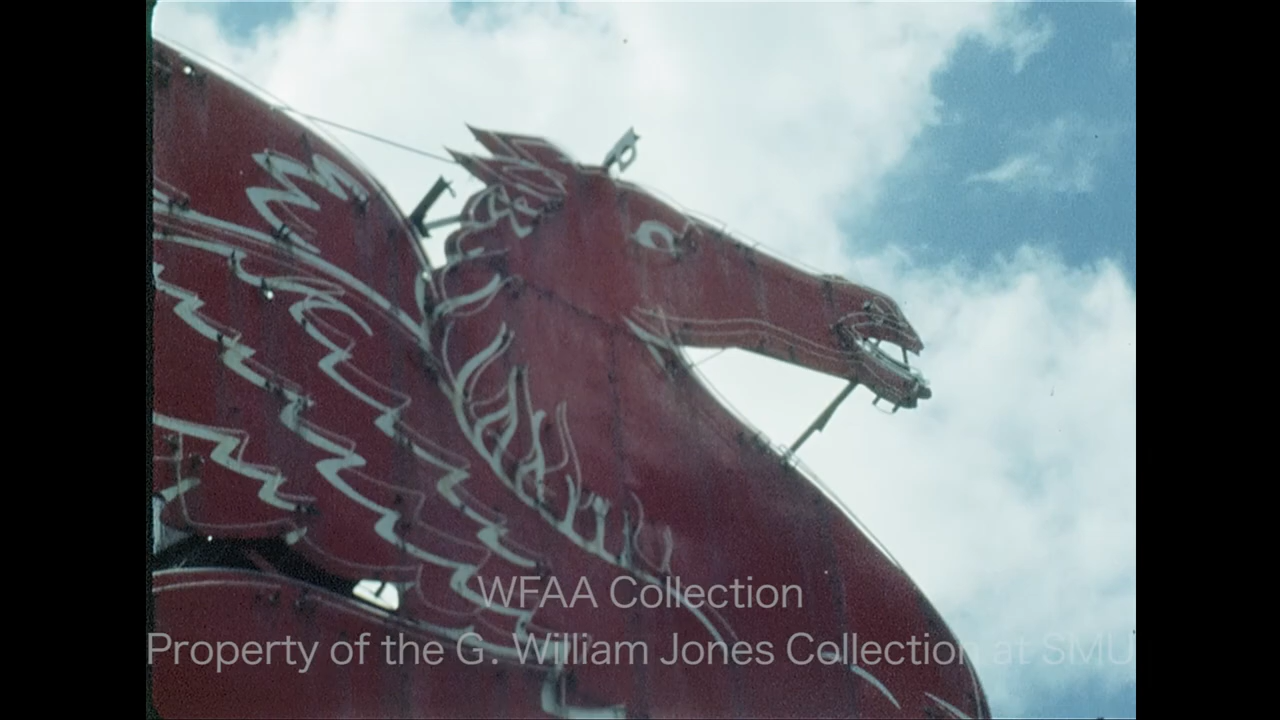 WFAA Collection
Property of the G. William Jones Collection at SMU